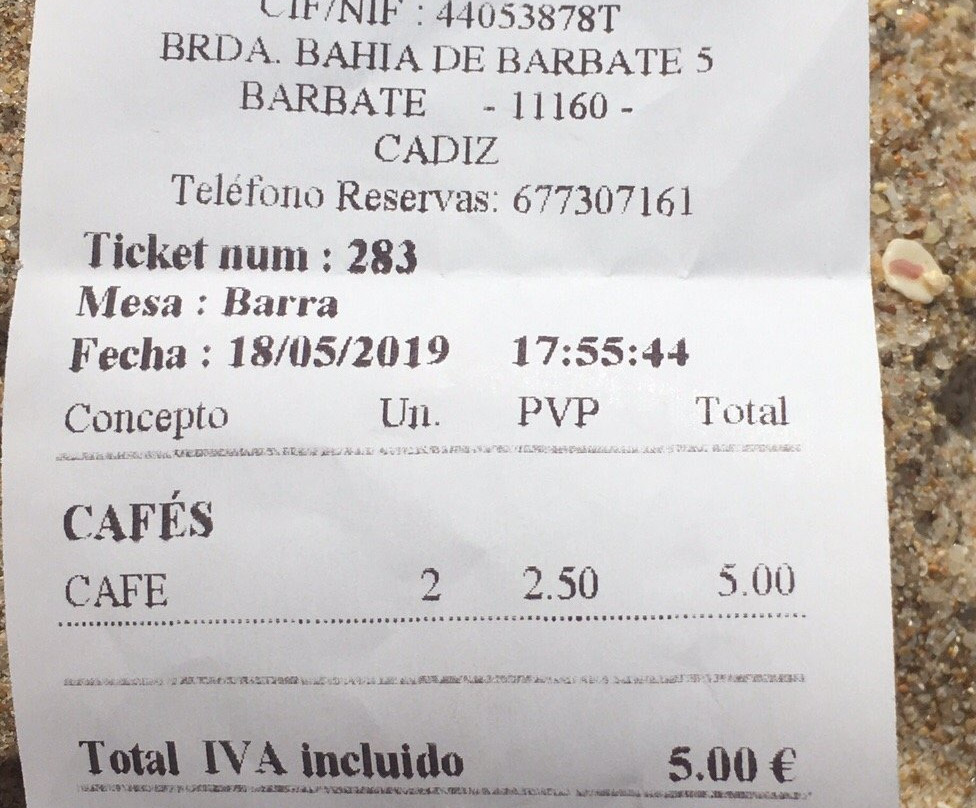 CIF/NIF : 44053878T
BRDA. BAHIA DE BARBATE 5
BARBATE - 11160 -
CADIZ
Teléfono Reservas: 677307161
Ticket num : 283
Mesa : Barra
Fecha : 18/05/2019 17:55:44
Concepto Un. PVP Total
CAFÉS
CAFE 2 2.50 5.00
Total IVA incluido 5.00 €